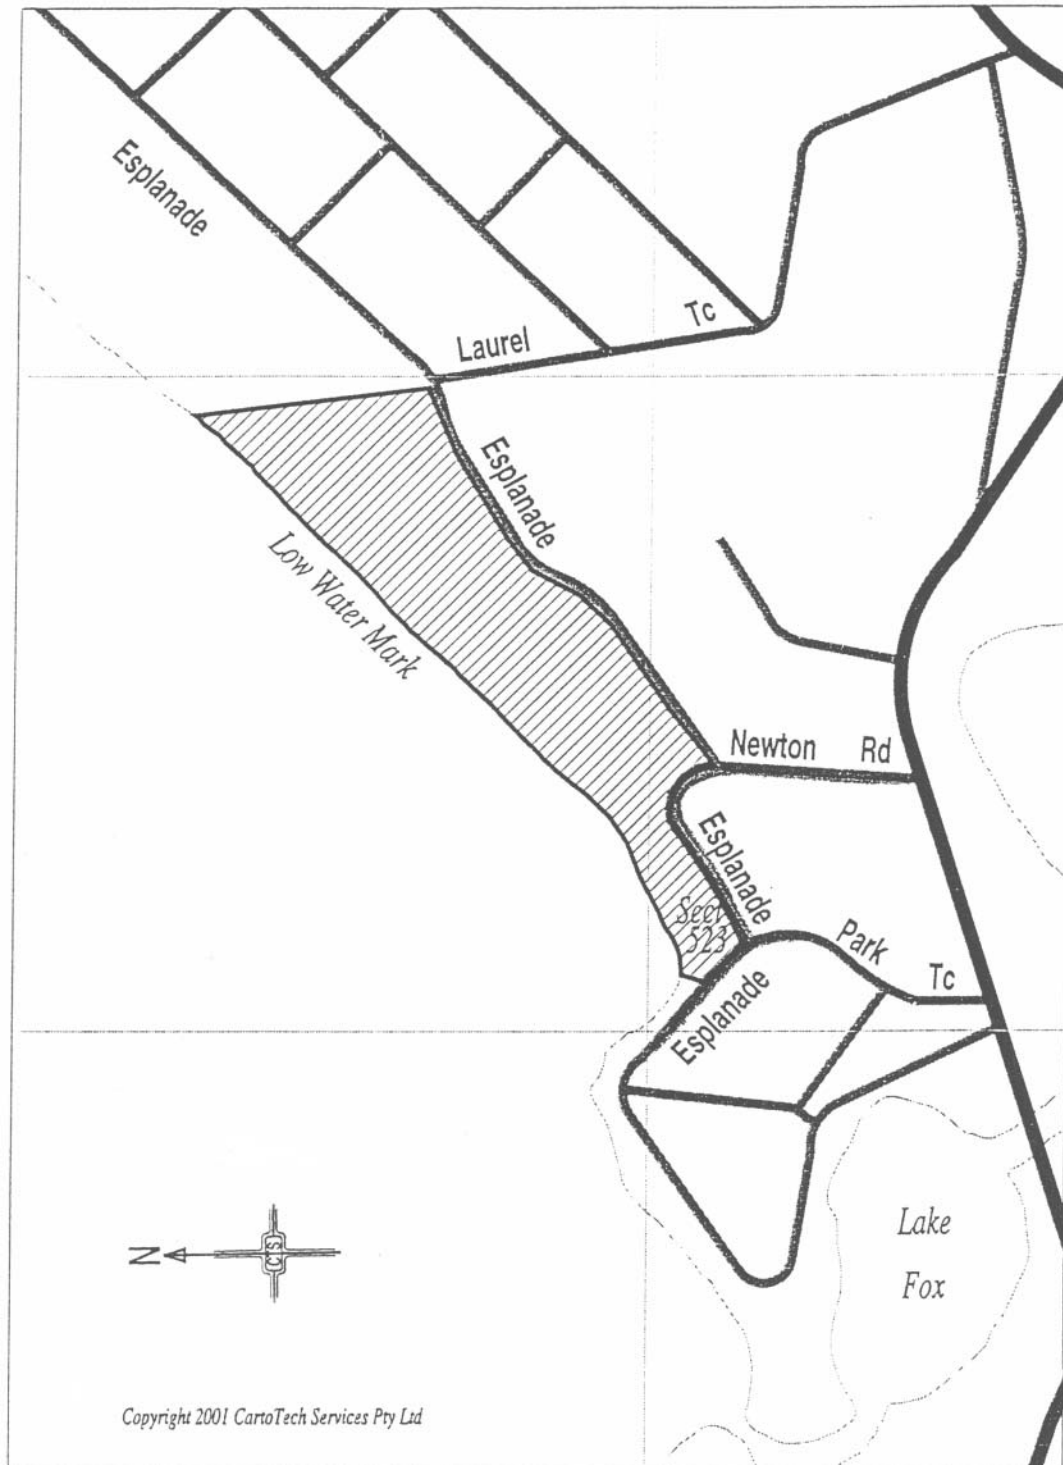 Esplanade
Laurel Tc
Esplanade
Low Water Mark
Newton Rd
Esplanade
Sect
523
Park Tc
Esplanade
Lake
Fox
N
CTS
Copyright 2001 CartoTech Services Pty Ltd